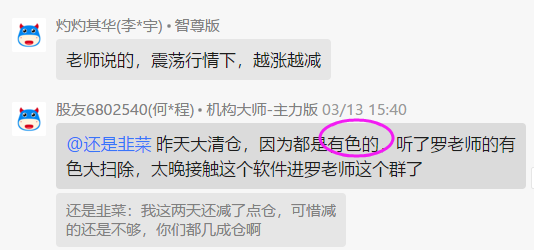 灼灼其华(李*宇) • 智尊版
老师说的，震荡行情下，越涨越减
股友6802540(何*程) • 机构大师-主力版 03/13 15:40
@还是韭菜 昨天大清仓，因为都是有色的，听了罗老师的有
色大扫除，太晚接触这个软件进罗老师这个群了
还是韭菜：我这两天还减了点仓，可惜减
的还是不够，你们都几成仓啊